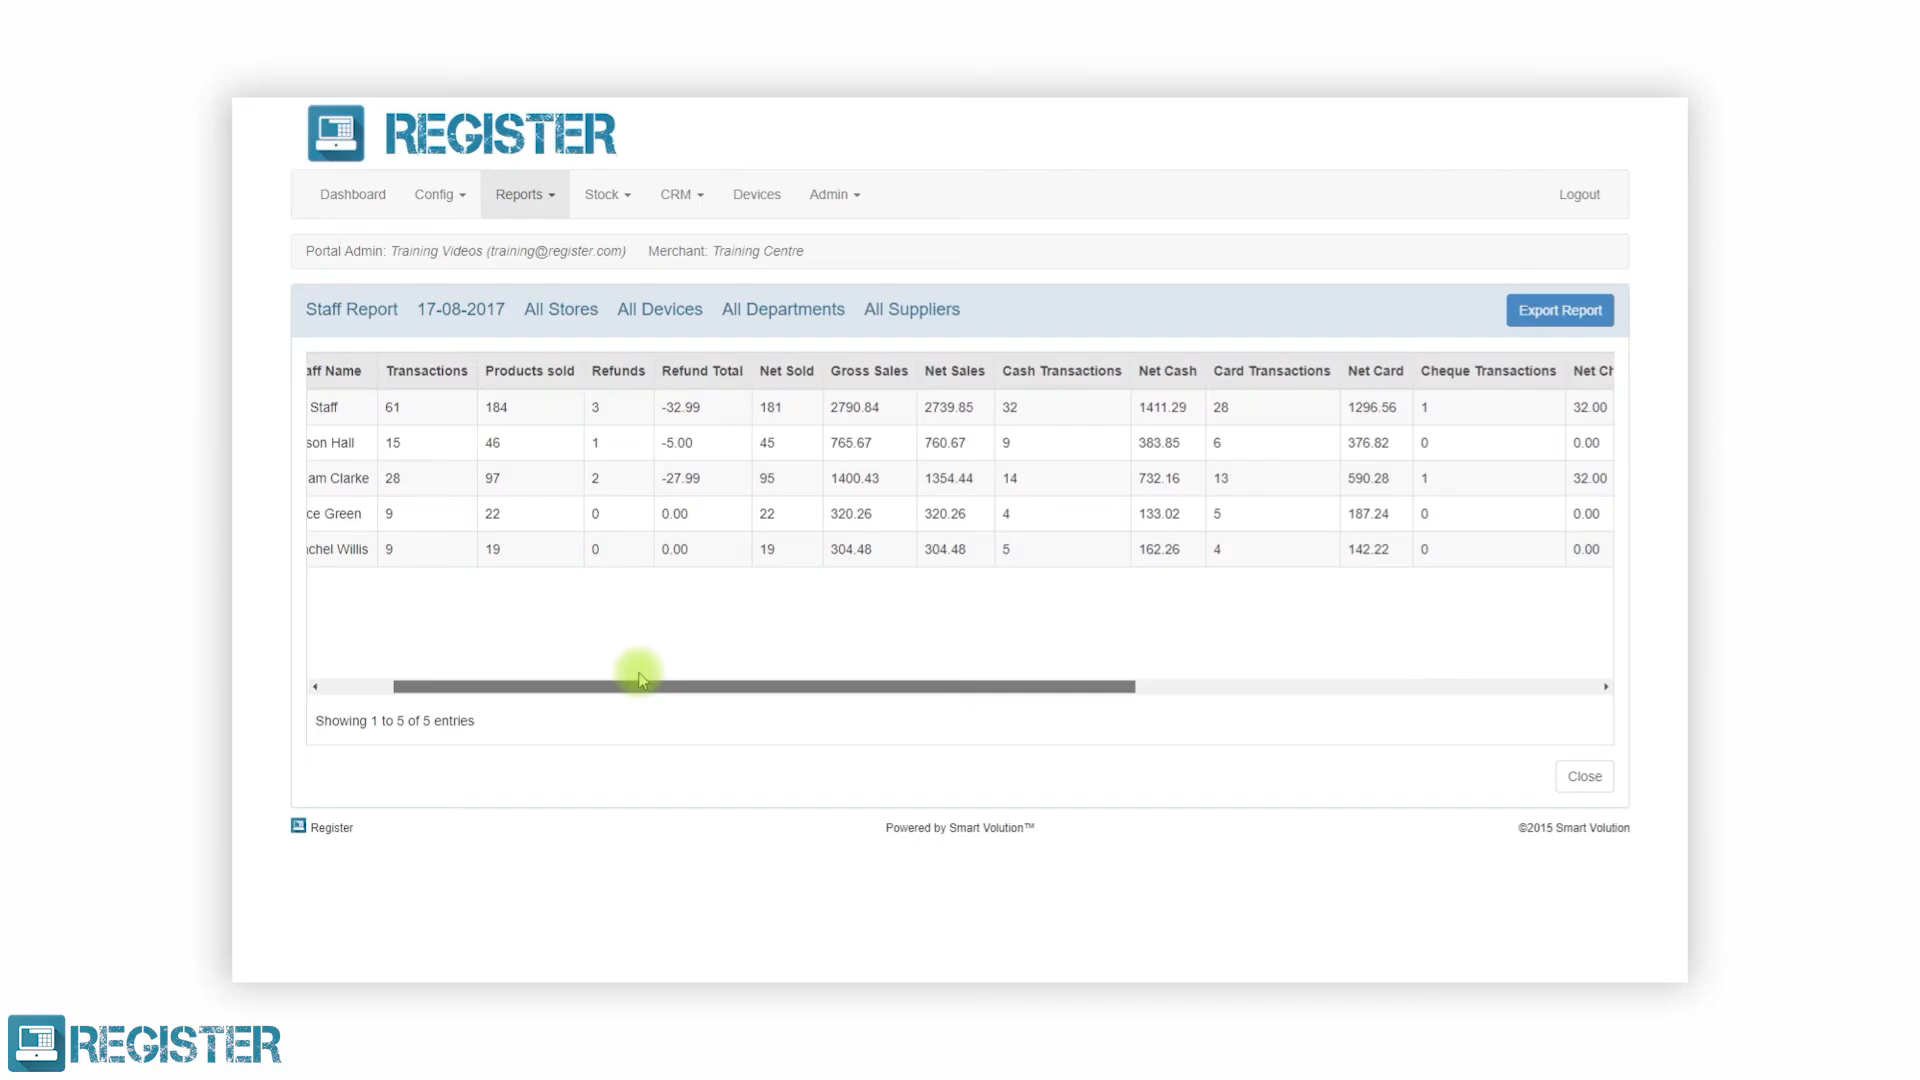 REGISTER
Dashboard Config Reports Stock CRM Devices Admin Logout
Portal Admin: Training Videos (training@register.com) Merchant: Training Centre
Staff Report 17-08-2017 All Stores All Devices All Departments All Suppliers Export Report
aff Name Transactions Products sold Refunds Refund Total Net Sold Gross Sales Net Sales Cash Transactions Net Cash Card Transactions Net Card Cheque Transactions Net Ch
Staff 61 184 3 -32.99 181 2790.84 2739.85 32 1411.29 28 1296.56 1 32.00
son Hall 15 46 1 -5.00 45 765.67 760.67 9 383.85 6 376.82 0 0.00
am Clarke 28 97 2 -27.99 95 1400.43 1354.44 14 732.16 13 590.28 1 32.00
ce Green 9 22 0 0.00 22 320.26 320.26 4 133.02 5 187.24 0 0.00
chel Willis 9 19 0 0.00 19 304.48 304.48 5 162.26 4 142.22 0 0.00
Showing 1 to 5 of 5 entries
Close
Register Powered by Smart Volution™ ©2015 Smart Volution
REGISTER